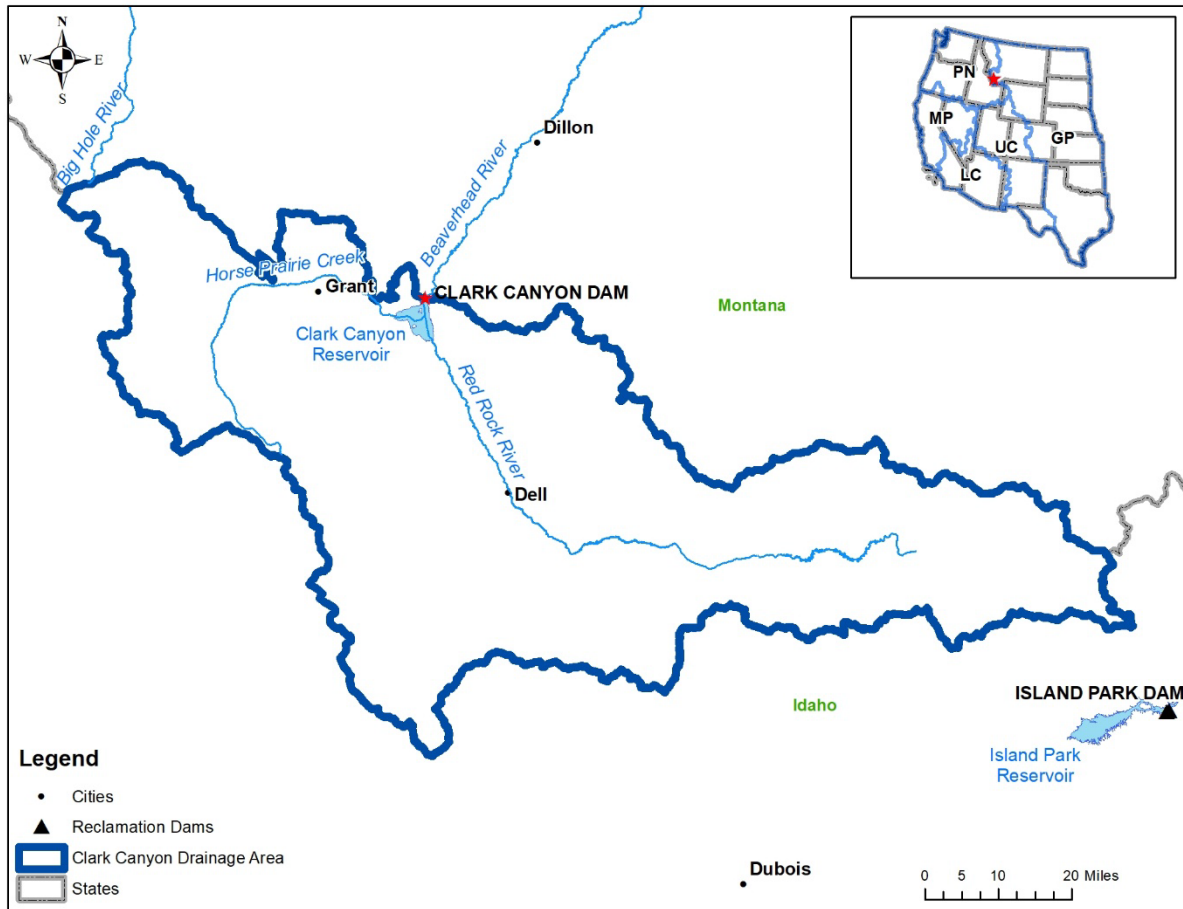 N
W E
S
Big Hole River
Dillon
Beaverhead River
PN
MP
UC
GP
LC
Horse Prairie Creek
Grant
CLARK CANYON DAM
Montana
Clark Canyon
Reservoir
Red Rock River
Dell
ISLAND PARK DAM
Idaho
Island Park
Reservoir
Legend
Cities
Reclamation Dams
Clark Canyon Drainage Area
States
Dubois
0 5 10 20 Miles